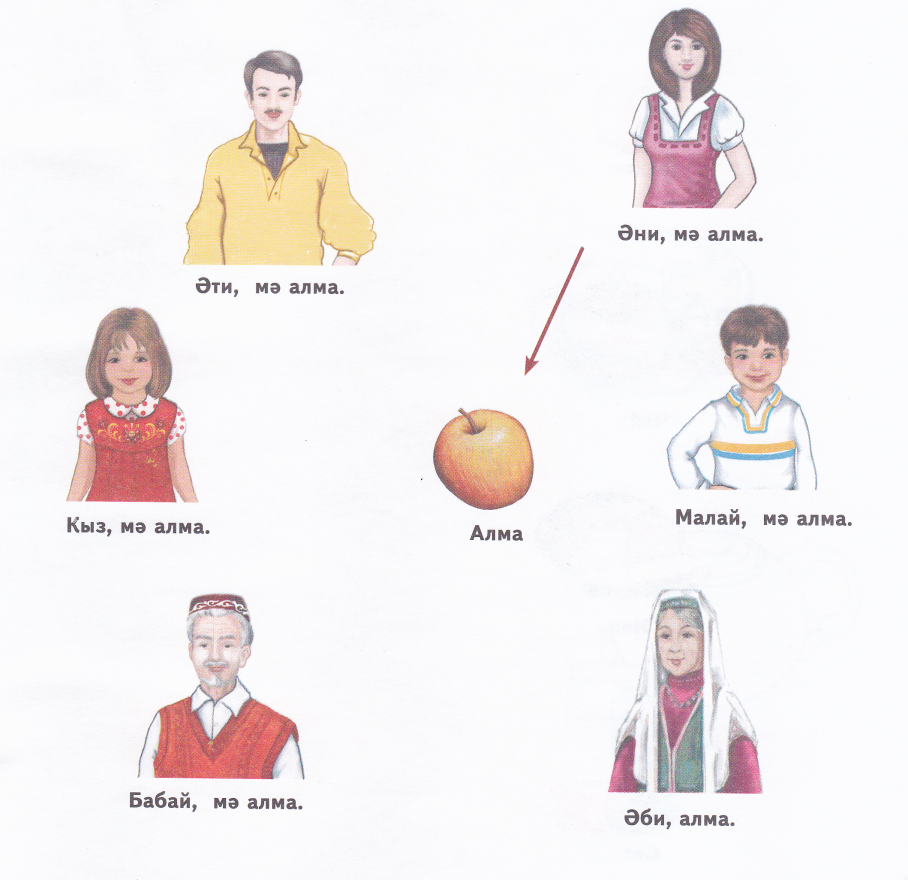 Әни, мә алма.
Әти, мә алма.
Кыз, мә алма.
Малай, мә алма.
Алма
Бабай, мә алма.
Әби, алма.